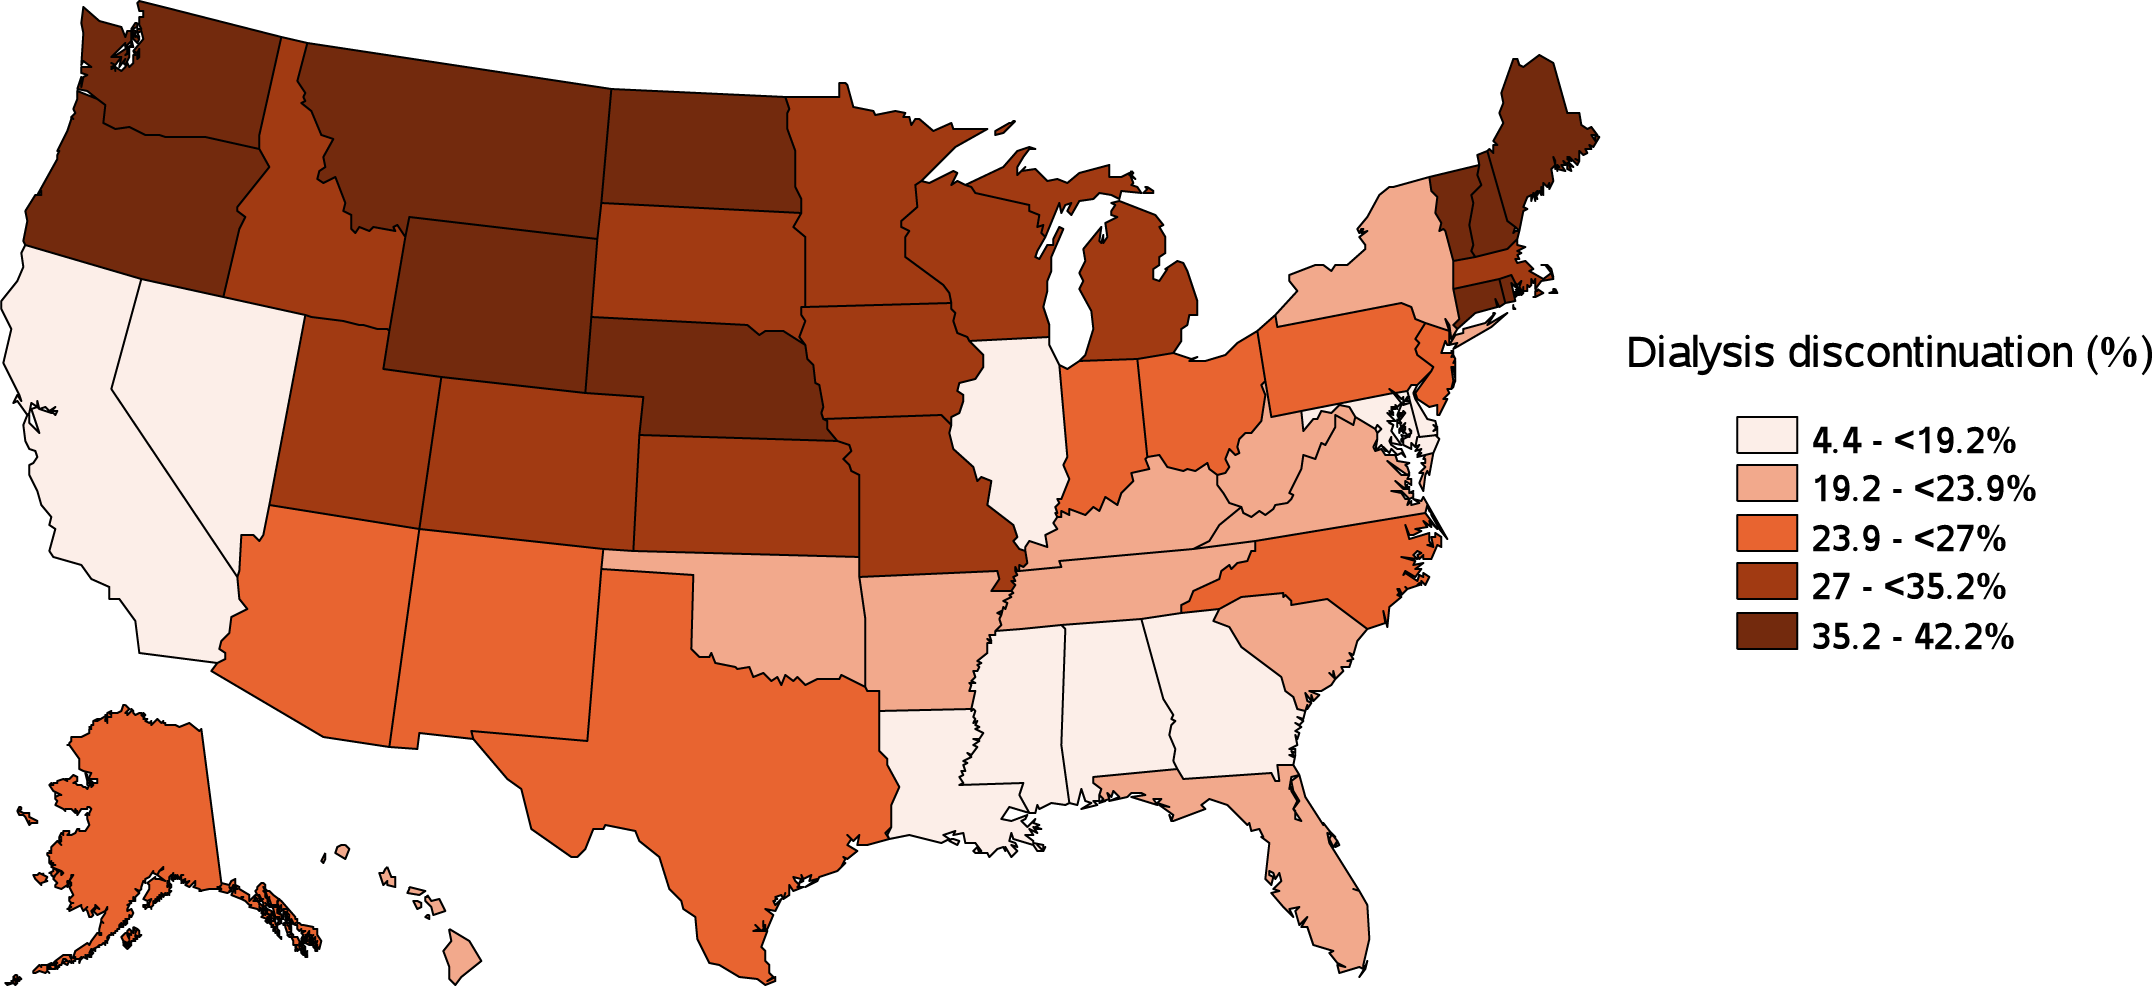 Dialysis discontinuation (%)
4.4 - <19.2%
19.2 - <23.9%
23.9 - <27%
27 - <35.2%
35.2 - 42.2%